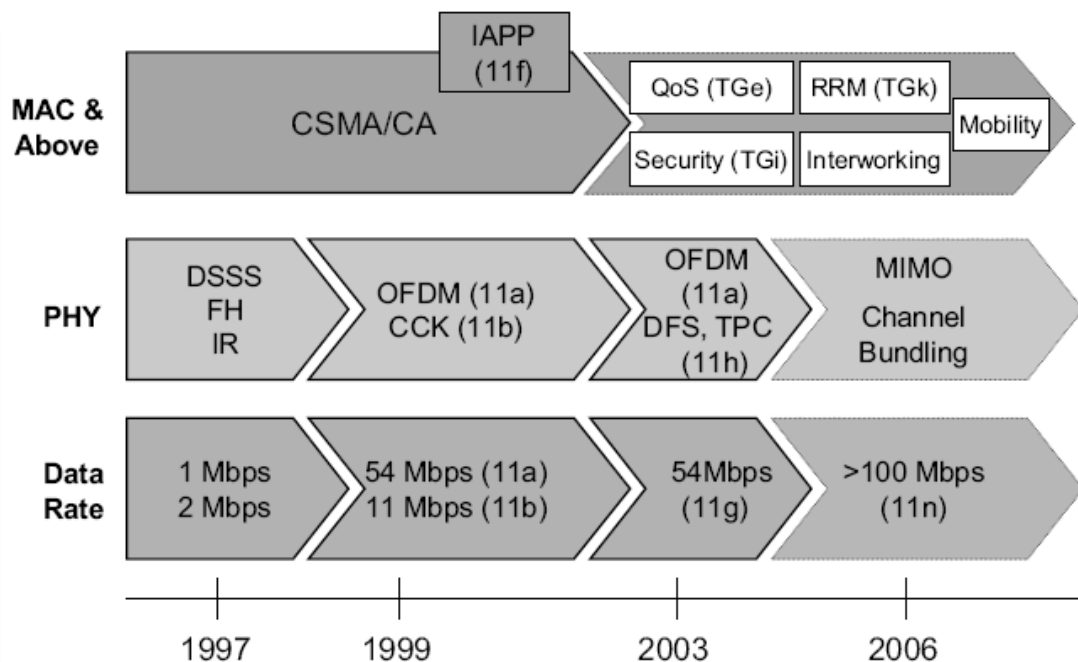 IAPP
(11f)
MAC &
Above
CSMA/CA
QoS (TGe)
RRM (TGk)
Mobility
Security (TGi)
Interworking
PHY
DSSS
FH
IR
OFDM (11a)
CCK (11b)
OFDM
(11a)
DFS, TPC
(11h)
MIMO
Channel
Bundling
Data
Rate
1 Mbps
2 Mbps
54 Mbps (11a)
11 Mbps (11b)
54Mbps
(11g)
>100 Mbps
(11n)
1997
1999
2003
2006